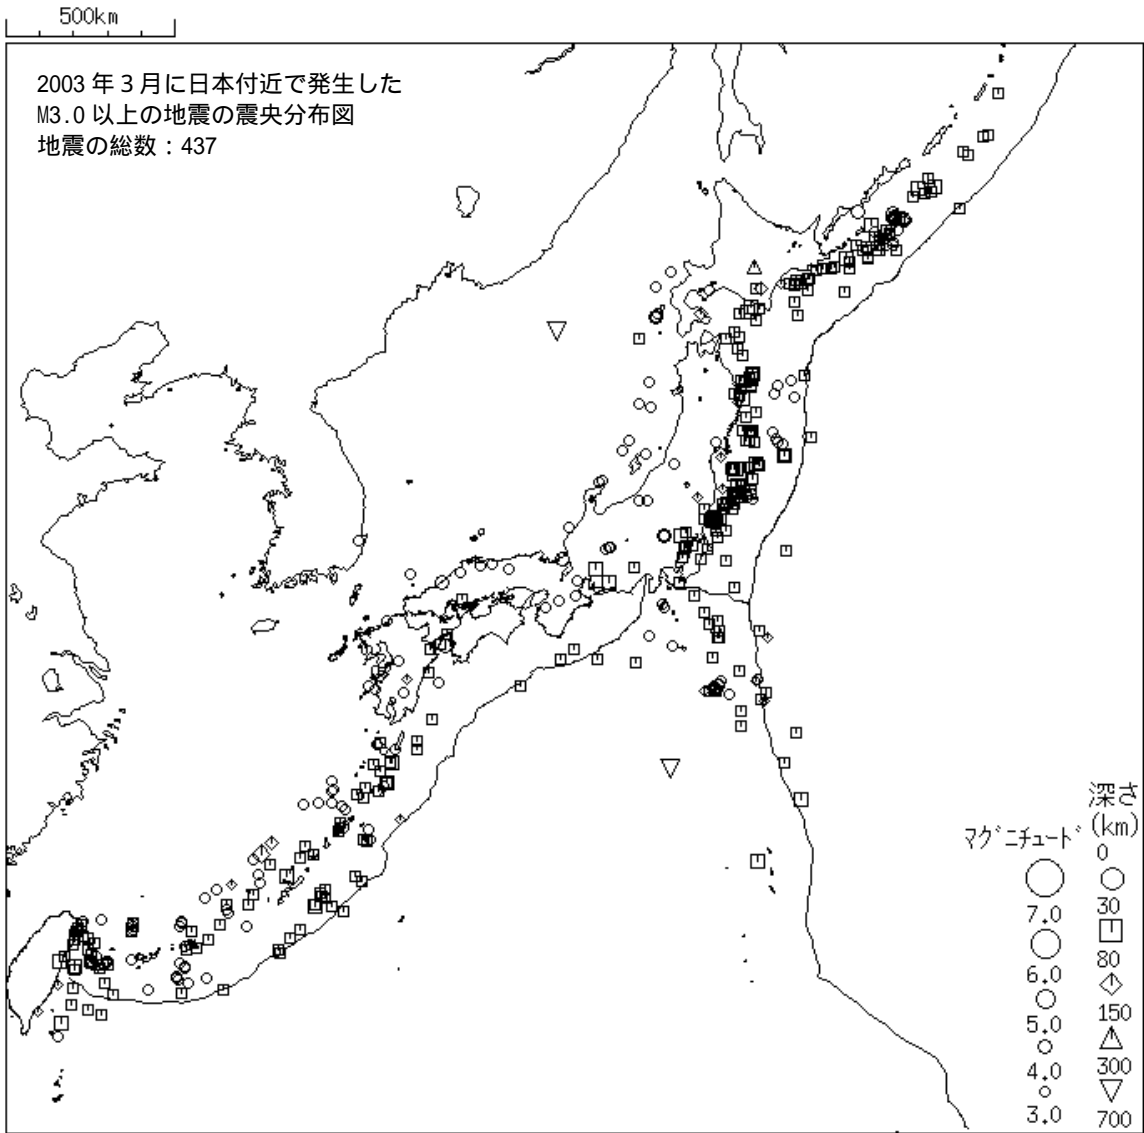 500km
2003 年３月に日本付近で発生した
M3.0 以上の地震の震央分布図
地震の総数：437
深さ
(km)
マグニチュード
0
30
80
150
300
700
7.0
6.0
5.0
4.0
3.0